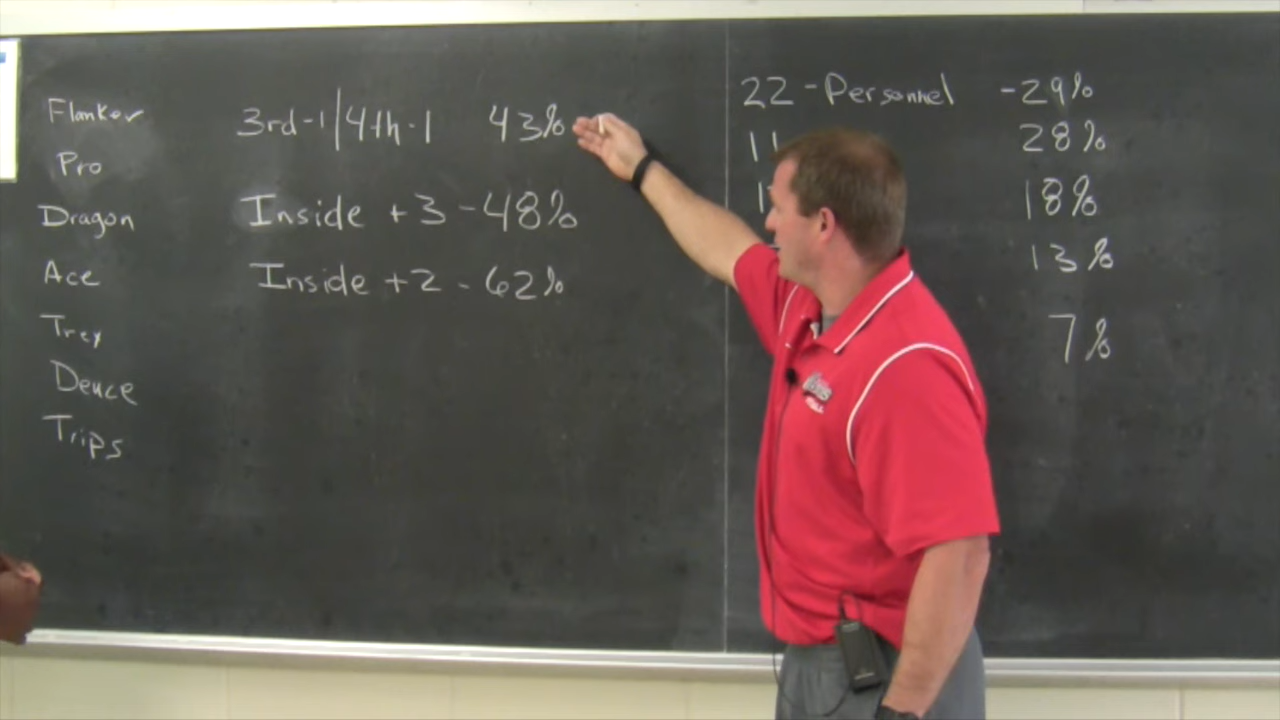 Flanker
Pro
Dragon
Ace
Trey
Deuce
Trips
3rd-1/4th-1 43%
Inside +3 -48%
Inside +2 - 62%
22 -Personnel -29%
11 28%
18%
13%
7%